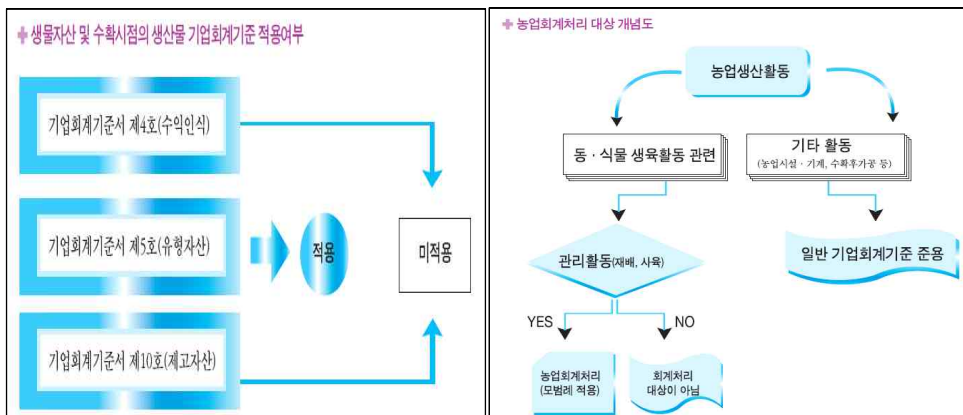 ✚ 생물자산 및 수확시점의 생산물 기업회계기준 적용여부
기업회계기준서 제4호(수익인식)
기업회계기준서 제5호(유형자산)
적용
미적용
기업회계기준서 제10호(재고자산)
✚ 농업회계처리 대상 개념도
농업생산활동
동·식물 생육활동 관련
기타 활동
(농업시설·기계, 수확후가공 등)
관리활동(재배, 사육)
일반 기업회계기준 준용
YES
NO
농업회계처리
(모범례 적용)
회계처리
대상이 아님